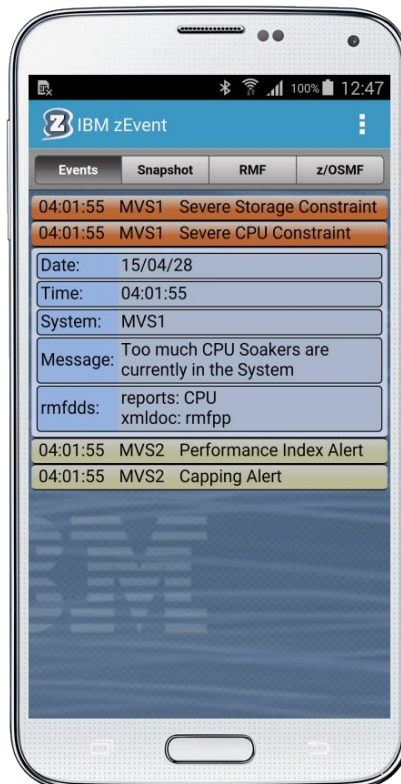 100% 12:47
Z IBM zEvent
Events Snapshot RMF z/OSMF
04:01:55 MVS1 Severe Storage Constraint
04:01:55 MVS1 Severe CPU Constraint
Date: 15/04/28
Time: 04:01:55
System: MVS1
Message: Too much CPU Soakers are
currently in the System
rmfdds: reports: CPU
xmldoc: rmfpp
04:01:55 MVS2 Performance Index Alert
04:01:55 MVS2 Capping Alert
IBM